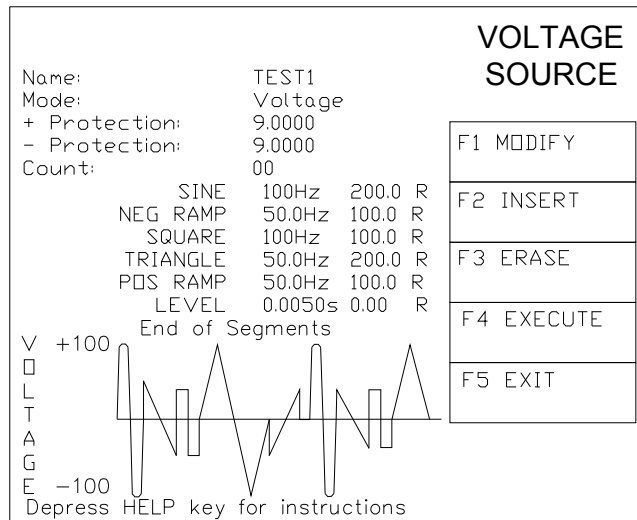 VOLTAGE
SOURCE
Name: TEST1
Mode: Voltage
+ Protection: 9.0000
- Protection: 9.0000
Count: 00
SINE 100Hz 200.0 R
NEG RAMP 50.0Hz 100.0 R
SQUARE 100Hz 100.0 R
TRIANGLE 50.0Hz 200.0 R
POS RAMP 50.0Hz 100.0 R
LEVEL 0.0050s 0.00 R
End of Segments
F1 MODIFY
F2 INSERT
F3 ERASE
F4 EXECUTE
F5 EXIT
VOLTAGE
+100
-100
Depress HELP key for instructions